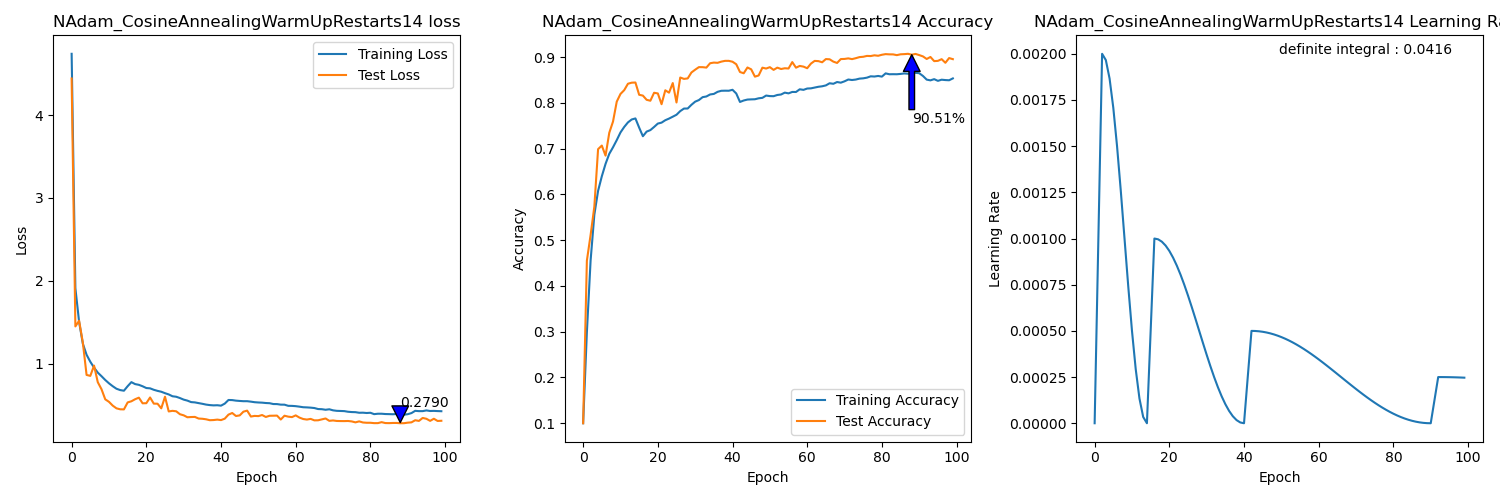 NAdam_CosineAnnealingWarmUpRestarts14 loss
Training Loss
Test Loss
4
3
2
1
0.2790
0 20 40 60 80 100
Loss
Epoch
NAdam_CosineAnnealingWarmUpRestarts14 Accuracy
0.9
0.8
0.7
0.6
0.5
0.4
0.3
0.2
0.1
90.51%
Training Accuracy
Test Accuracy
0 20 40 60 80 100
Accuracy
Epoch
NAdam_CosineAnnealingWarmUpRestarts14 Learning Ra
definite integral : 0.0416
0.00200
0.00175
0.00150
0.00125
0.00100
0.00075
0.00050
0.00025
0.00000
0 20 40 60 80 100
Learning Rate
Epoch